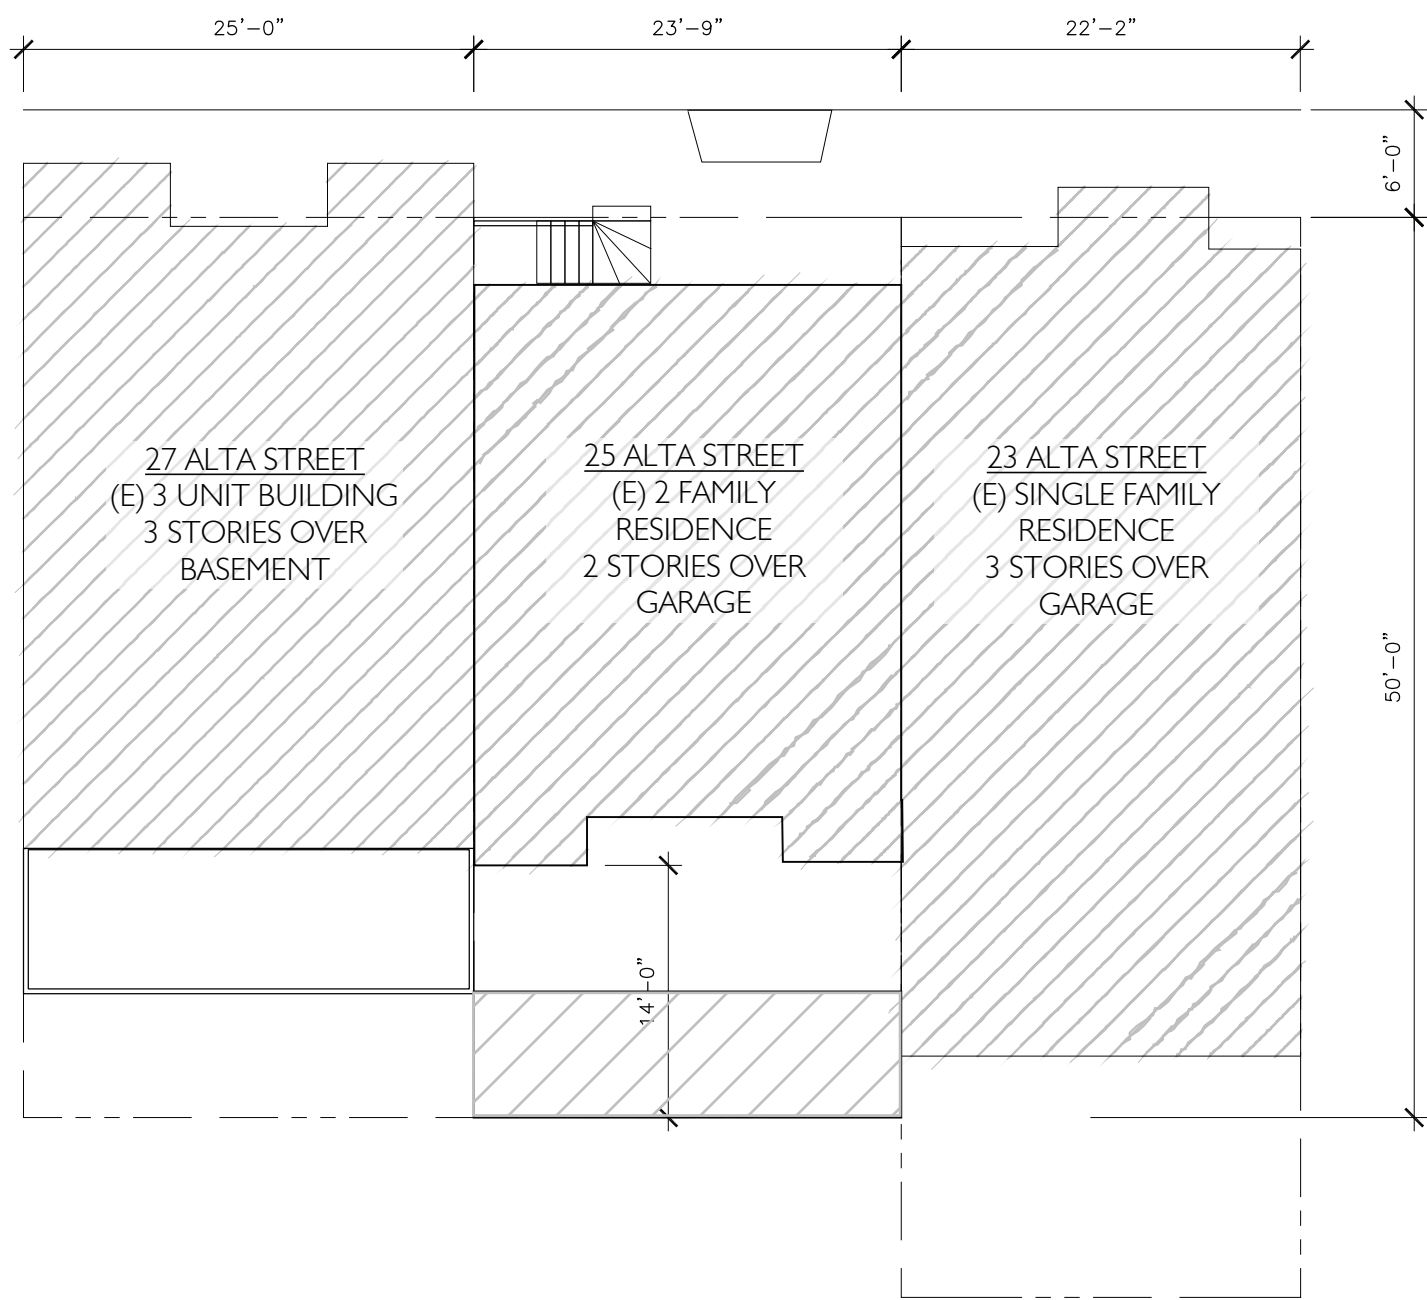 25'-0"
23'-9"
22'-2"
6'-0"
27 ALTA STREET
(E) 3 UNIT BUILDING
3 STORIES OVER
BASEMENT
25 ALTA STREET
(E) 2 FAMILY
RESIDENCE
2 STORIES OVER
GARAGE
23 ALTA STREET
(E) SINGLE FAMILY
RESIDENCE
3 STORIES OVER
GARAGE
50'-0"
14'-0"